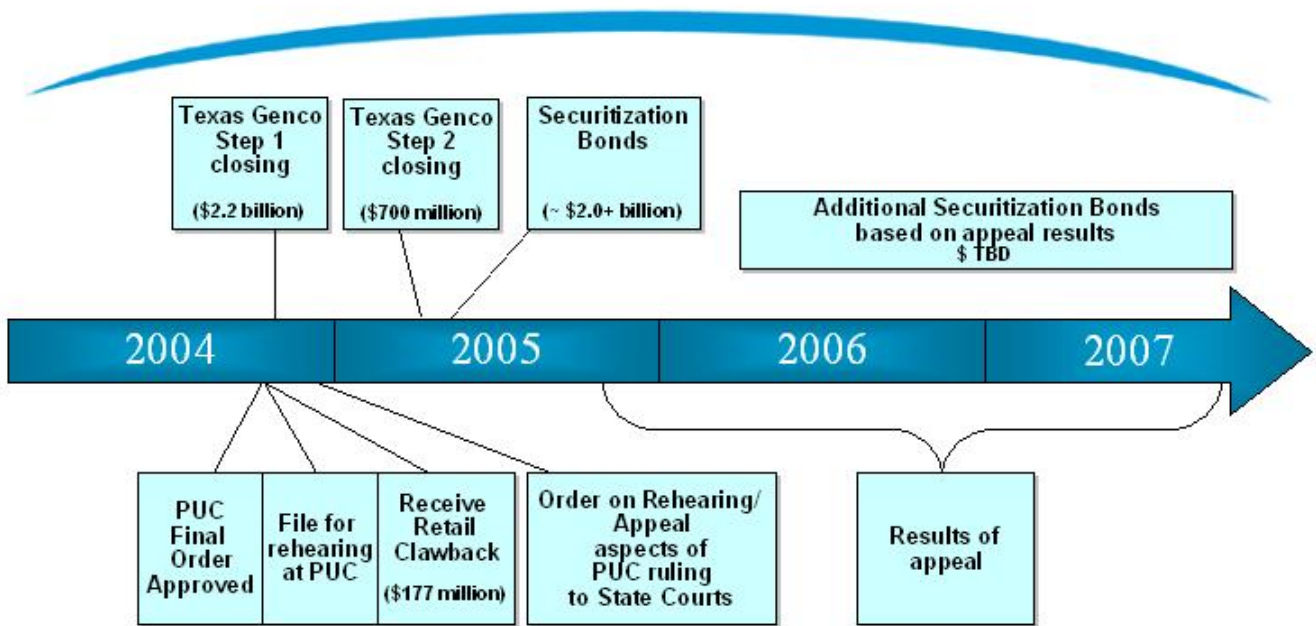 Texas Genco
Step 1
closing
($2.2 billion)
Texas Genco
Step 2
closing
($700 million)
Securitization
Bonds
(~ $2.0+ billion)
Additional Securitization Bonds
based on appeal results
$ TBD
2004
2005
2006
2007
PUC
Final
Order
Approved
File for
rehearing
at PUC
Receive
Retail
Clawback
($177 million)
Order on Rehearing/
Appeal
aspects of
PUC ruling
to State Courts
Results of
appeal